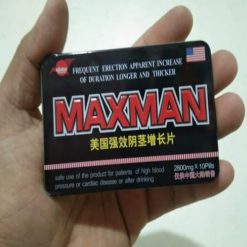 FREQUENT ERECTION APPARENT INCREASE
OF DURATION LONGER AND THICKER
MAXMAN
美国强效阴茎增长片
2800mg X 10Pills
safe use of the product for patients of high blood
pressure or cardiac disease or after drinking